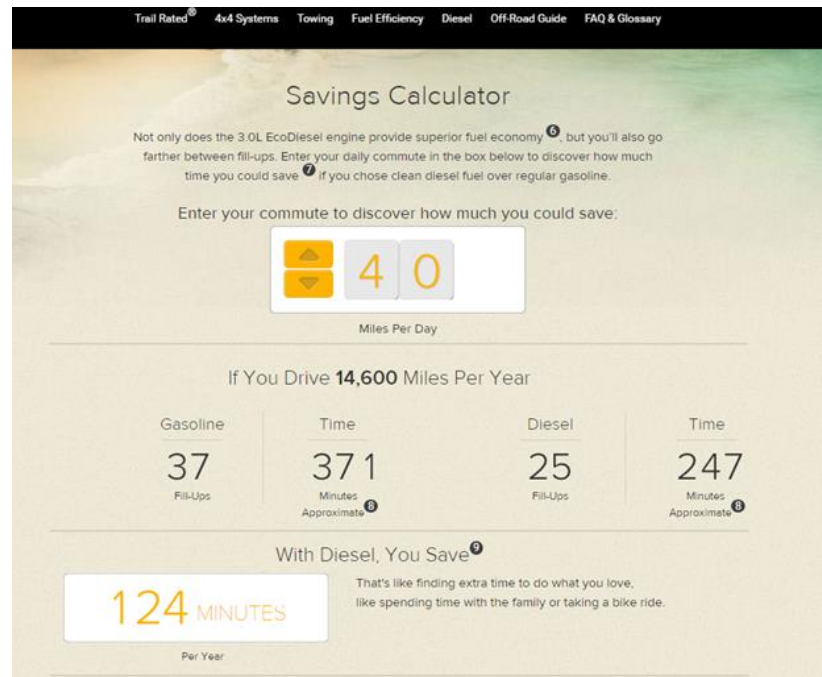 Trail Rated® 4x4 Systems Towing Fuel Efficiency Diesel Off-Road Guide FAQ & Glossary
Savings Calculator
Not only does the 3.0L EcoDiesel engine provide superior fuel economy 6, but you'll also go
farther between fill-ups. Enter your daily commute in the box below to discover how much
time you could save 7 if you chose clean diesel fuel over regular gasoline.
Enter your commute to discover how much you could save:
4 0
Miles Per Day
If You Drive 14,600 Miles Per Year
Gasoline Time Diesel Time
37 371 25 247
Fill-Ups Minutes Fill-Ups Minutes
Approximate 8 Approximate 8
With Diesel, You Save 9
124 MINUTES
Per Year
That's like finding extra time to do what you love,
like spending time with the family or taking a bike ride.